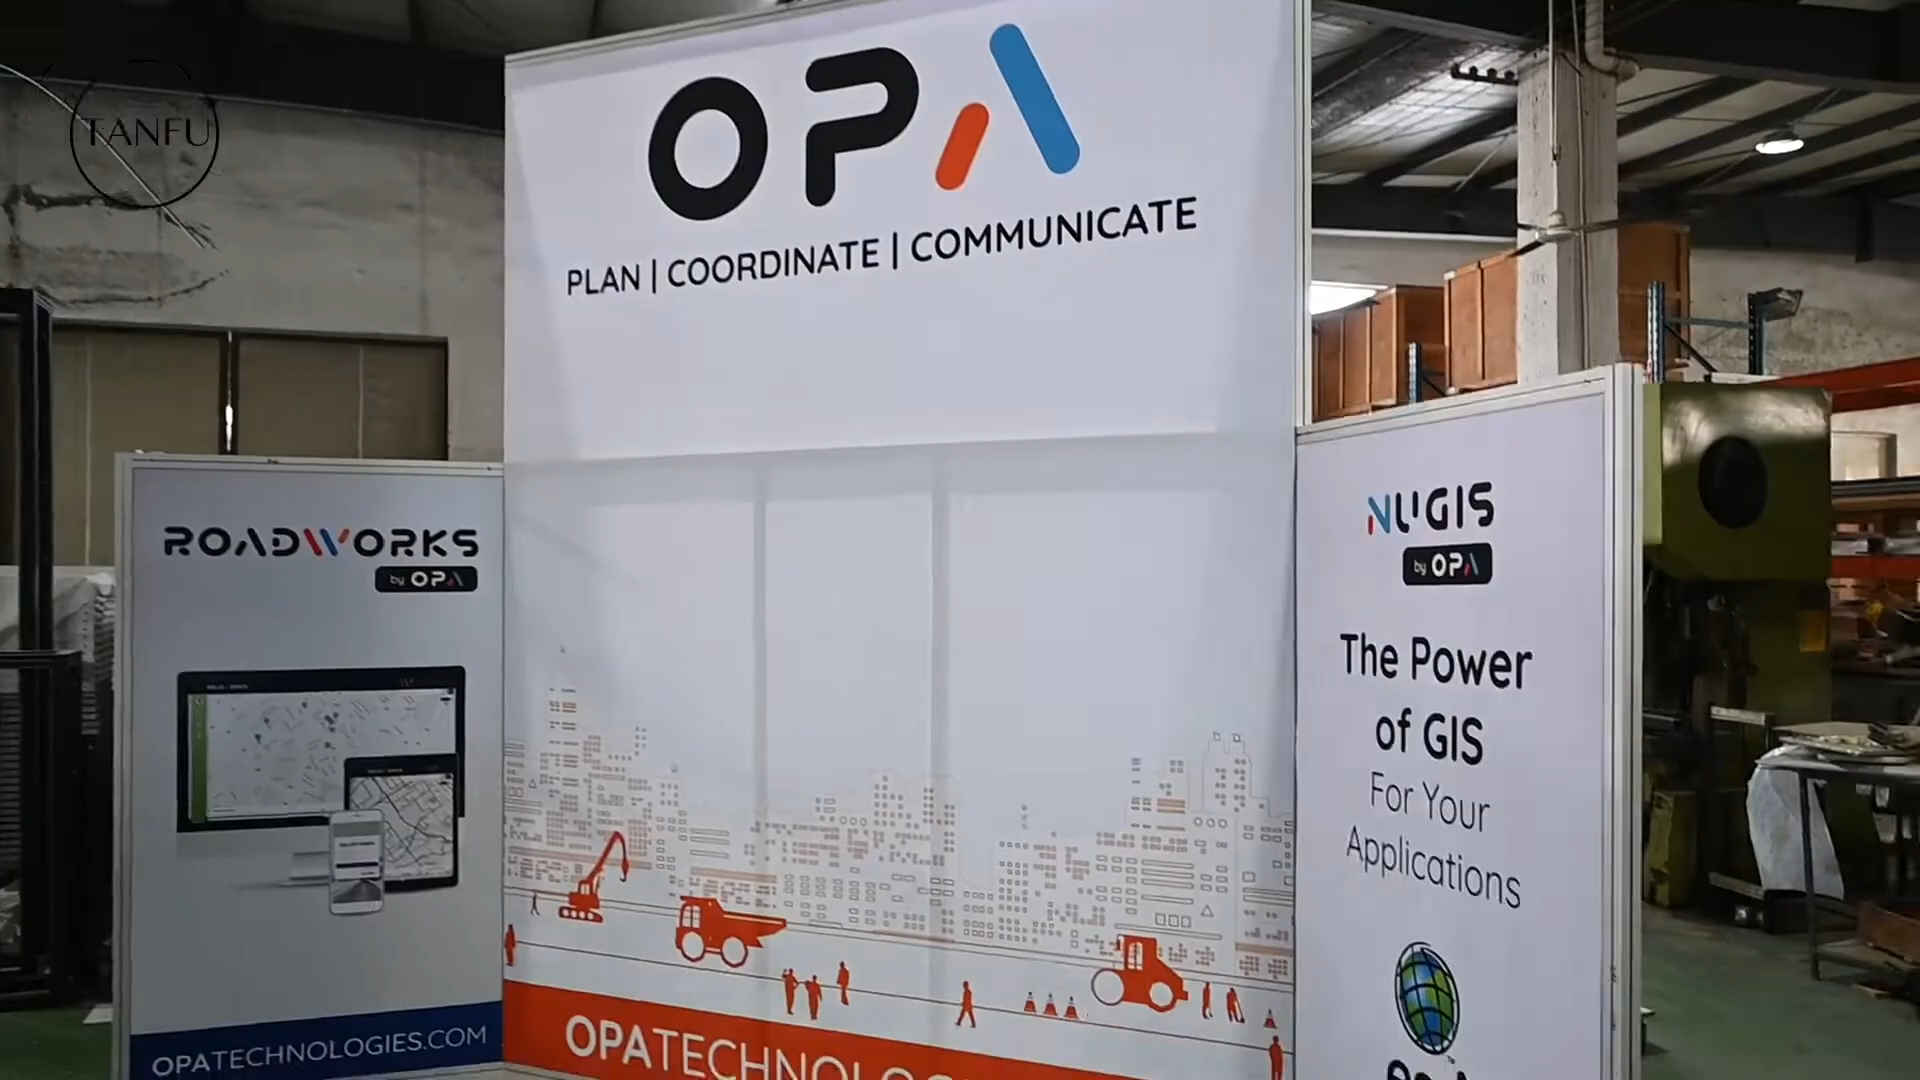 TANFU
OPA
PLAN | COORDINATE | COMMUNICATE
ROADWORKS
by OPA
OPATECHNOLOGIES.COM
OPATECHNOLOG
NUGIS
by OPA
The Power
of GIS
For Your
Applications